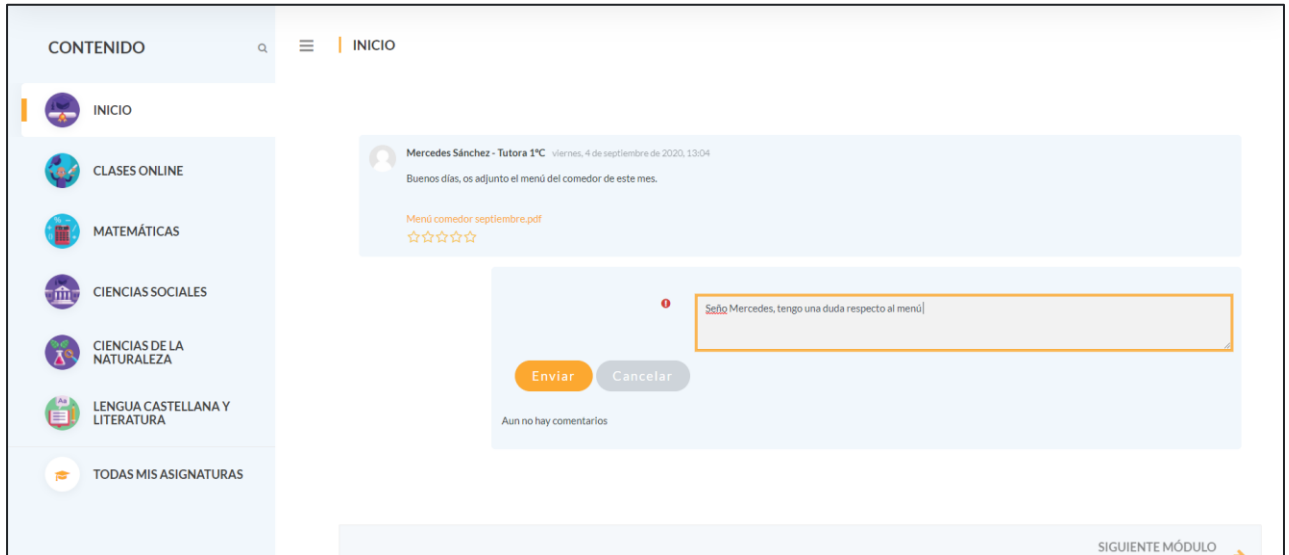 CONTENIDO
INICIO
CLASES ONLINE
MATEMÁTICAS
CIENCIAS SOCIALES
CIENCIAS DE LA
NATURALEZA
LENGUA CASTELLANA Y
LITERATURA
TODAS MIS ASIGNATURAS
INICIO
Mercedes Sánchez - Tutora 1ºC viernes, 4 de septiembre de 2020, 13:04
Buenos días, os adjunto el menú del comedor de este mes.
Menú comedor septiembre.pdf
Seño Mercedes, tengo una duda respecto al menú
Enviar Cancelar
Aun no hay comentarios
SIGUIENTE MÓDULO